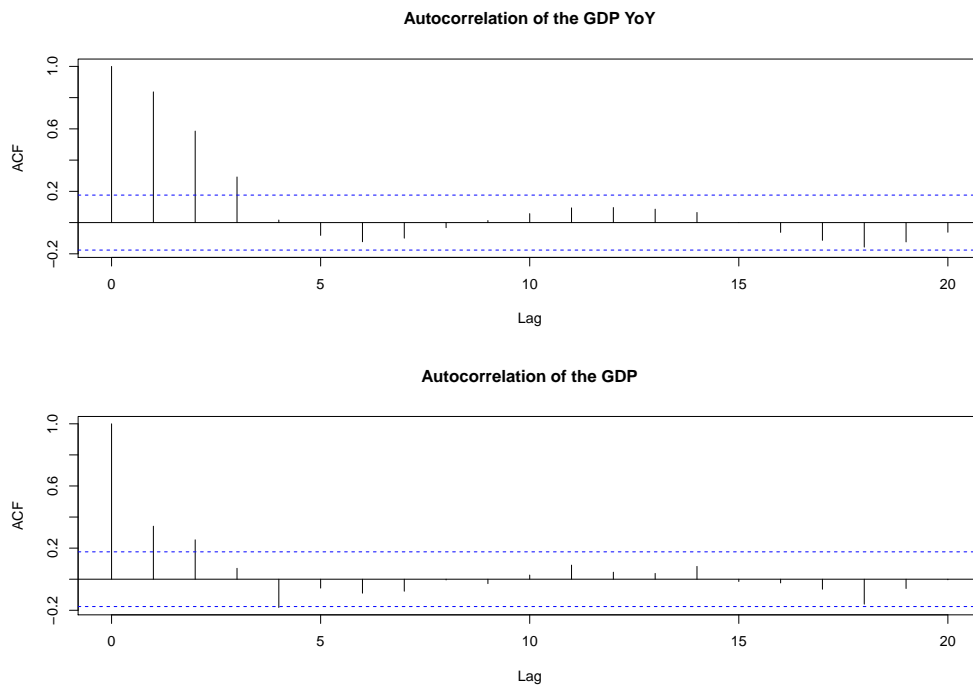 Autocorrelation of the GDP YoY
ACF
1.0
0.6
0.2
−0.2
0 5 10 15 20
Lag
Autocorrelation of the GDP
ACF
1.0
0.6
0.2
−0.2
0 5 10 15 20
Lag